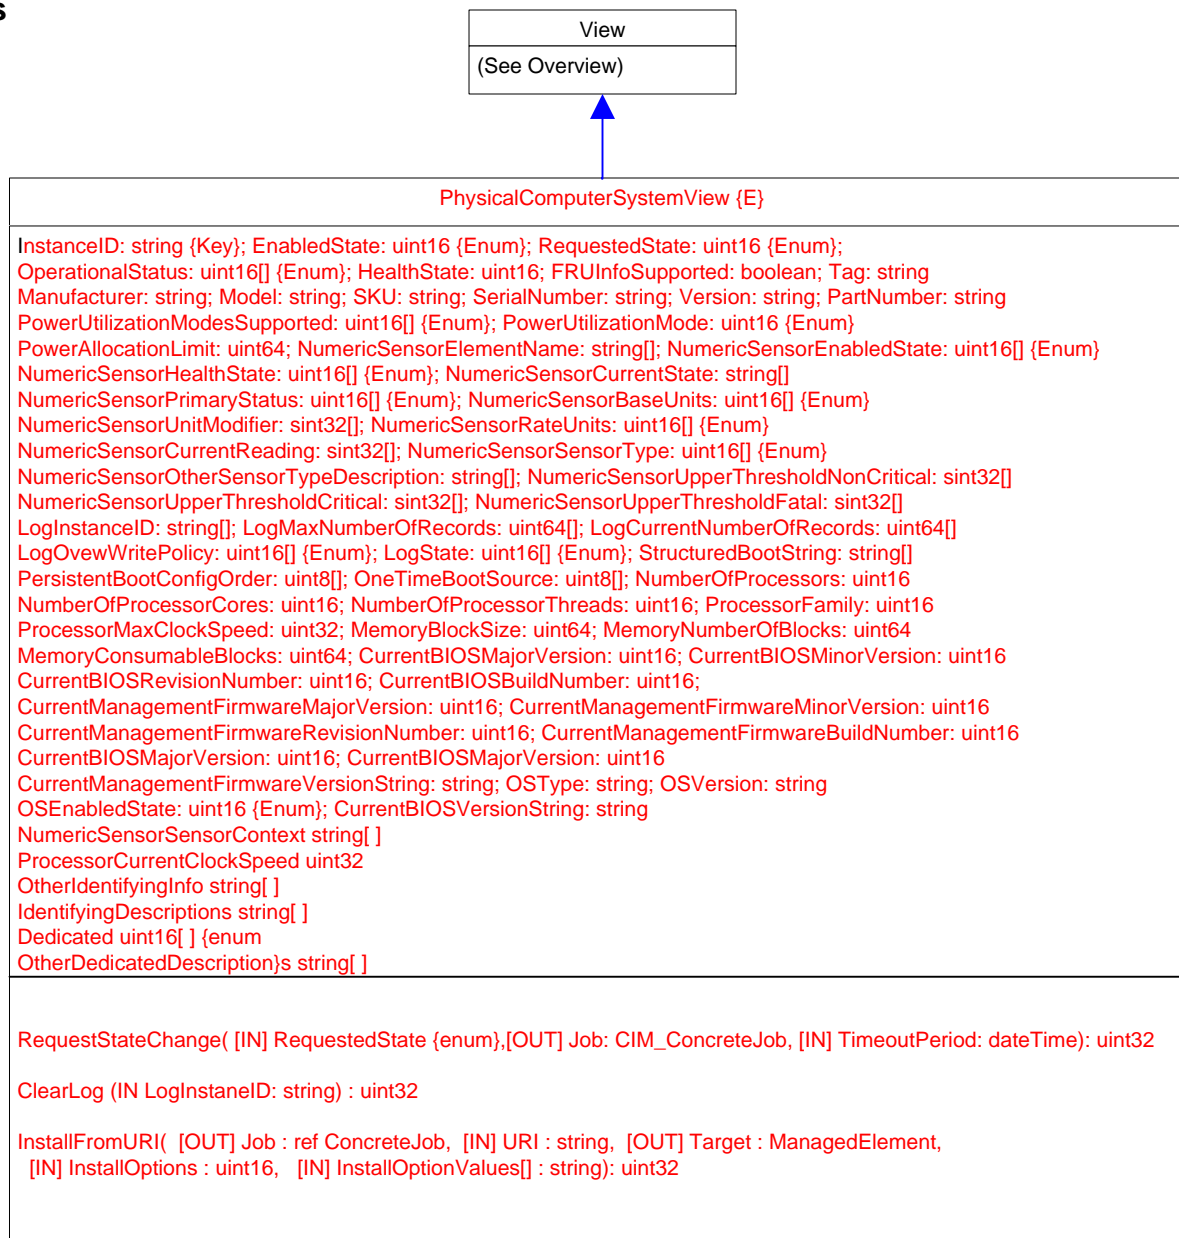 s
View
(See Overview)
PhysicalComputerSystemView {E}
InstanceID: string {Key}; EnabledState: uint16 {Enum}; RequestedState: uint16 {Enum};
OperationalStatus: uint16[] {Enum}; HealthState: uint16; FRUInfoSupported: boolean; Tag: string
Manufacturer: string; Model: string; SKU: string; SerialNumber: string; Version: string; PartNumber: string
PowerUtilizationModesSupported: uint16[] {Enum}; PowerUtilizationMode: uint16 {Enum}
PowerAllocationLimit: uint64; NumericSensorElementName: string[]; NumericSensorEnabledState: uint16[] {Enum}
NumericSensorHealthState: uint16[] {Enum}; NumericSensorCurrentState: string[]
NumericSensorPrimaryStatus: uint16[] {Enum}; NumericSensorBaseUnits: uint16[] {Enum}
NumericSensorUnitModifier: sint32[]; NumericSensorRateUnits: uint16[] {Enum}
NumericSensorCurrentReading: sint32[]; NumericSensorSensorType: uint16[] {Enum}
NumericSensorOtherSensorTypeDescription: string[]; NumericSensorUpperThresholdNonCritical: sint32[]
NumericSensorUpperThresholdCritical: sint32[]; NumericSensorUpperThresholdFatal: sint32[]
LogInstanceID: string[]; LogMaxNumberOfRecords: uint64[]; LogCurrentNumberOfRecords: uint64[]
LogOvewWritePolicy: uint16[] {Enum}; LogState: uint16[] {Enum}; StructuredBootString: string[]
PersistentBootConfigOrder: uint8[]; OneTimeBootSource: uint8[]; NumberOfProcessors: uint16
NumberOfProcessorCores: uint16; NumberOfProcessorThreads: uint16; ProcessorFamily: uint16
ProcessorMaxClockSpeed: uint32; MemoryBlockSize: uint64; MemoryNumberOfBlocks: uint64
MemoryConsumableBlocks: uint64; CurrentBIOSMajorVersion: uint16; CurrentBIOSMinorVersion: uint16
CurrentBIOSRevisionNumber: uint16; CurrentBIOSBuildNumber: uint16;
CurrentManagementFirmwareMajorVersion: uint16; CurrentManagementFirmwareMinorVersion: uint16
CurrentManagementFirmwareRevisionNumber: uint16; CurrentManagementFirmwareBuildNumber: uint16
CurrentBIOSMajorVersion: uint16; CurrentBIOSMajorVersion: uint16
CurrentManagementFirmwareVersionString: string; OSType: string; OSVersion: string
OSEnabledState: uint16 {Enum}; CurrentBIOSVersionString: string
NumericSensorSensorContext string[ ]
ProcessorCurrentClockSpeed uint32
OtherIdentifyingInfo string[ ]
IdentifyingDescriptions string[ ]
Dedicated uint16[ ] {enum
OtherDedicatedDescription}s string[ ]
RequestStateChange( [IN] RequestedState {enum},[OUT] Job: CIM_ConcreteJob, [IN] TimeoutPeriod: dateTime): uint32
ClearLog (IN LogInstaneID: string) : uint32
InstallFromURI(  [OUT] Job : ref ConcreteJob,  [IN] URI : string,  [OUT] Target : ManagedElement,
[IN] InstallOptions : uint16,   [IN] InstallOptionValues[] : string): uint32